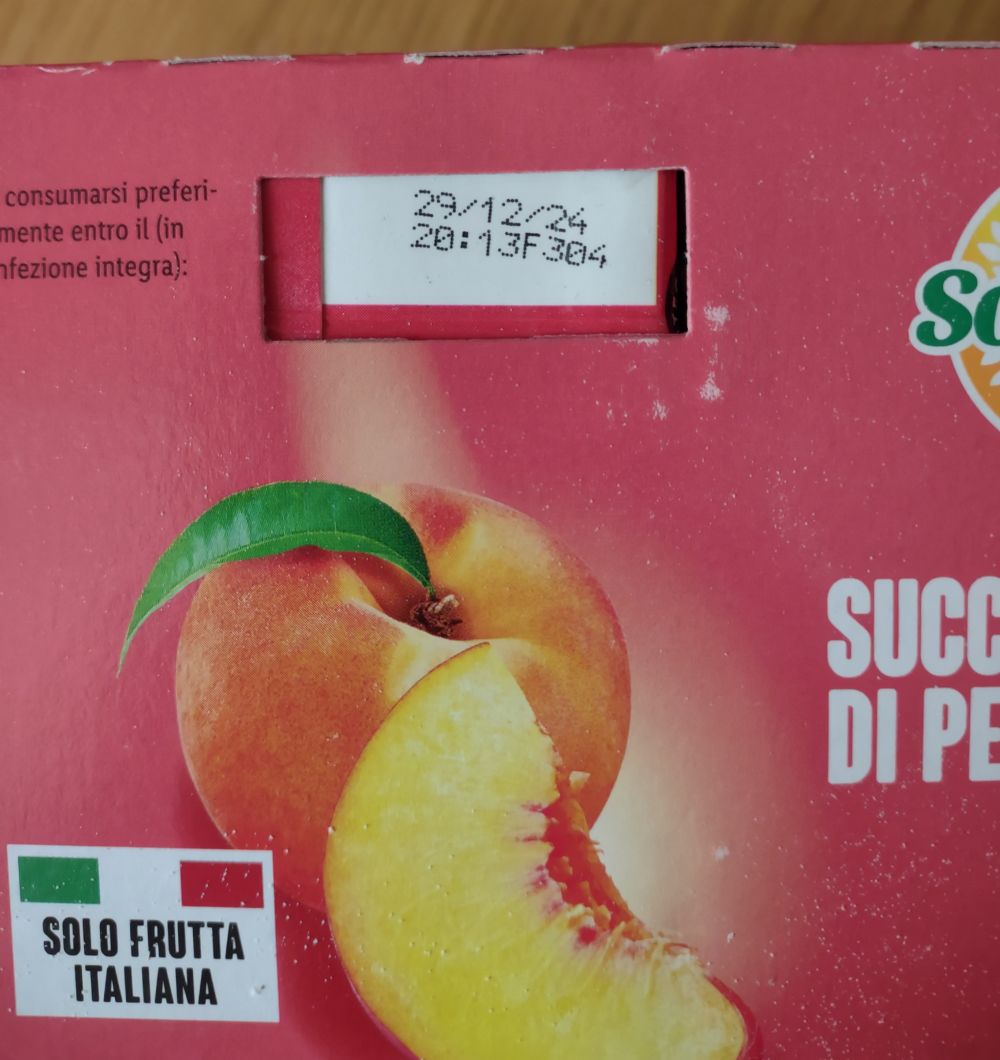 consumarsi preferi-
mente entro il (in
nfezione integra):
29/12/24
20:13F304
So
SUCC
DI PE
SOLO FRUTTA
ITALIANA